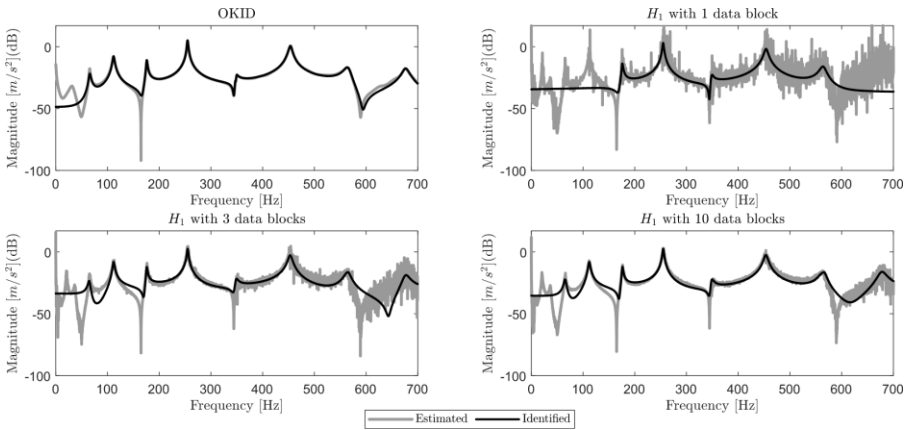 OKID
Magnitude [m/s²](dB)
0
-50
-100
0 100 200 300 400 500 600 700
Frequency [Hz]
H₁ with 1 data block
Magnitude [m/s²](dB)
0
-50
-100
0 100 200 300 400 500 600 700
Frequency [Hz]
H₁ with 3 data blocks
Magnitude [m/s²](dB)
0
-50
-100
0 100 200 300 400 500 600 700
Frequency [Hz]
H₁ with 10 data blocks
Magnitude [m/s²](dB)
0
-50
-100
0 100 200 300 400 500 600 700
Frequency [Hz]
Estimated Identified